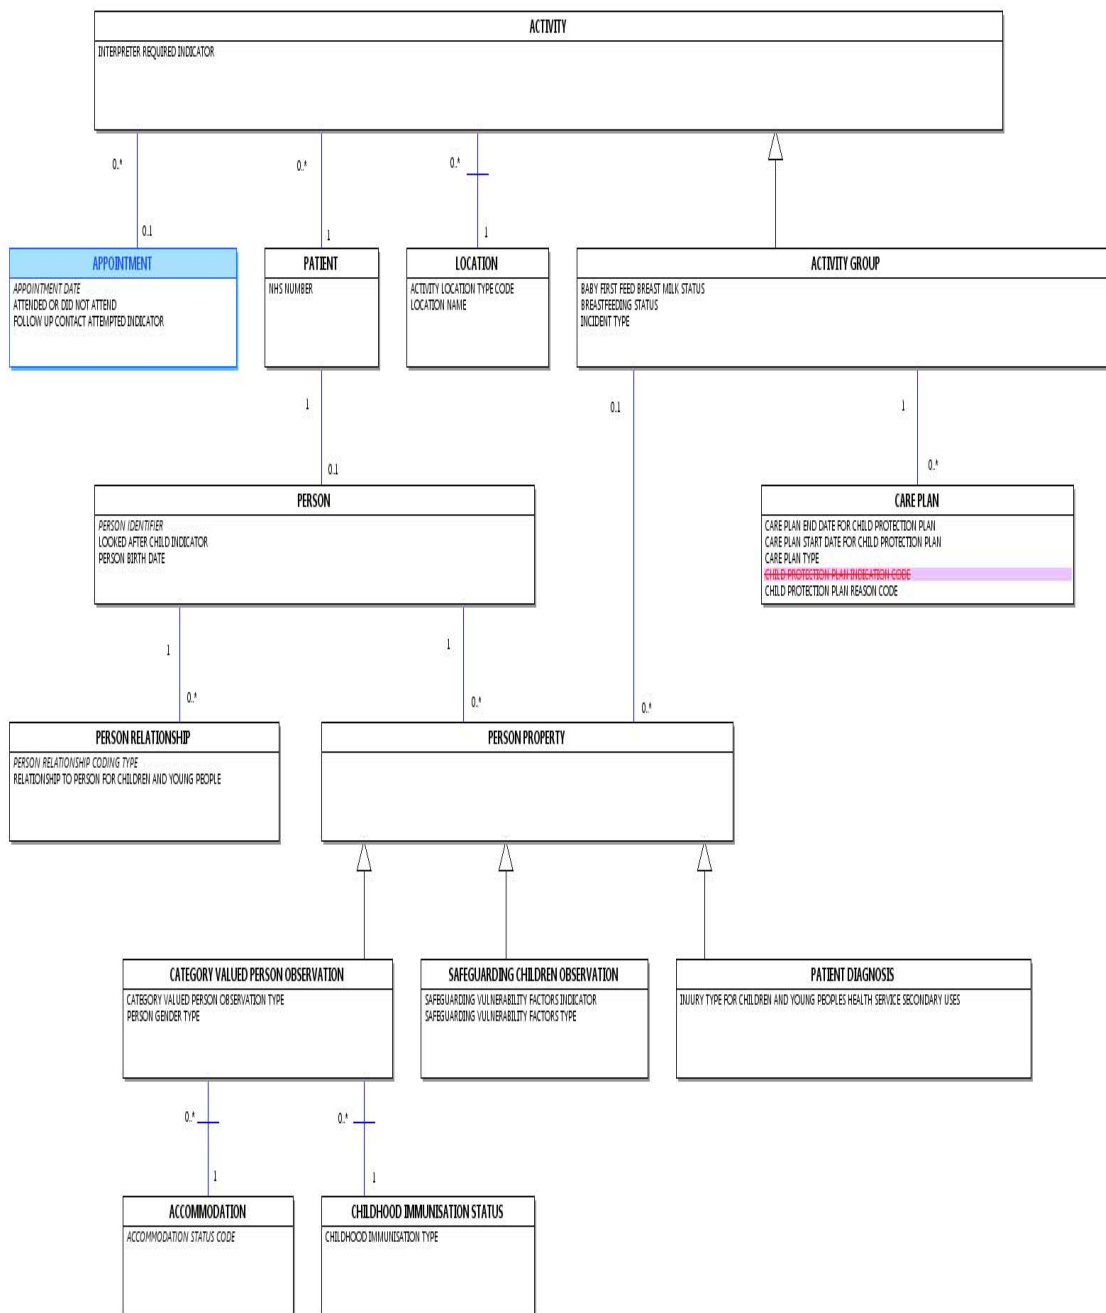 ACTIVITY
INTERPRETER REQUIRED INDICATOR
0..*
0..*
0..*
0.1
1
1
APPOINTMENT
APPOINTMENT DATE
ATTENDED OR DID NOT ATTEND
FOLLOW UP CONTACT ATTEMPTED INDICATOR
PATIENT
NHS NUMBER
LOCATION
ACTIVITY LOCATION TYPE CODE
LOCATION NAME
ACTIVITY GROUP
BABY FIRST FEED BREAST MILK STATUS
BREASTFEEDING STATUS
INCIDENT TYPE
1
0.1
1
0.1
0..*
PERSON
PERSON IDENTIFIER
LOOKED AFTER CHILD INDICATOR
PERSON BIRTH DATE
CARE PLAN
CARE PLAN END DATE FOR CHILD PROTECTION PLAN
CARE PLAN START DATE FOR CHILD PROTECTION PLAN
CARE PLAN TYPE
CHILD PROTECTION PLAN INDICATION CODE
CHILD PROTECTION PLAN REASON CODE
1
1
0..*
0..*
0..*
PERSON RELATIONSHIP
PERSON RELATIONSHIP CODING TYPE
RELATIONSHIP TO PERSON FOR CHILDREN AND YOUNG PEOPLE
PERSON PROPERTY
CATEGORY VALUED PERSON OBSERVATION
CATEGORY VALUED PERSON OBSERVATION TYPE
PERSON GENDER TYPE
SAFEGUARDING CHILDREN OBSERVATION
SAFEGUARDING VULNERABILITY FACTORS INDICATOR
SAFEGUARDING VULNERABILITY FACTORS TYPE
PATIENT DIAGNOSIS
INJURY TYPE FOR CHILDREN AND YOUNG PEOPLES HEALTH SERVICE SECONDARY USES
0..*
0..*
1
1
ACCOMMODATION
ACCOMMODATION STATUS CODE
CHILDHOOD IMMUNISATION STATUS
CHILDHOOD IMMUNISATION TYPE